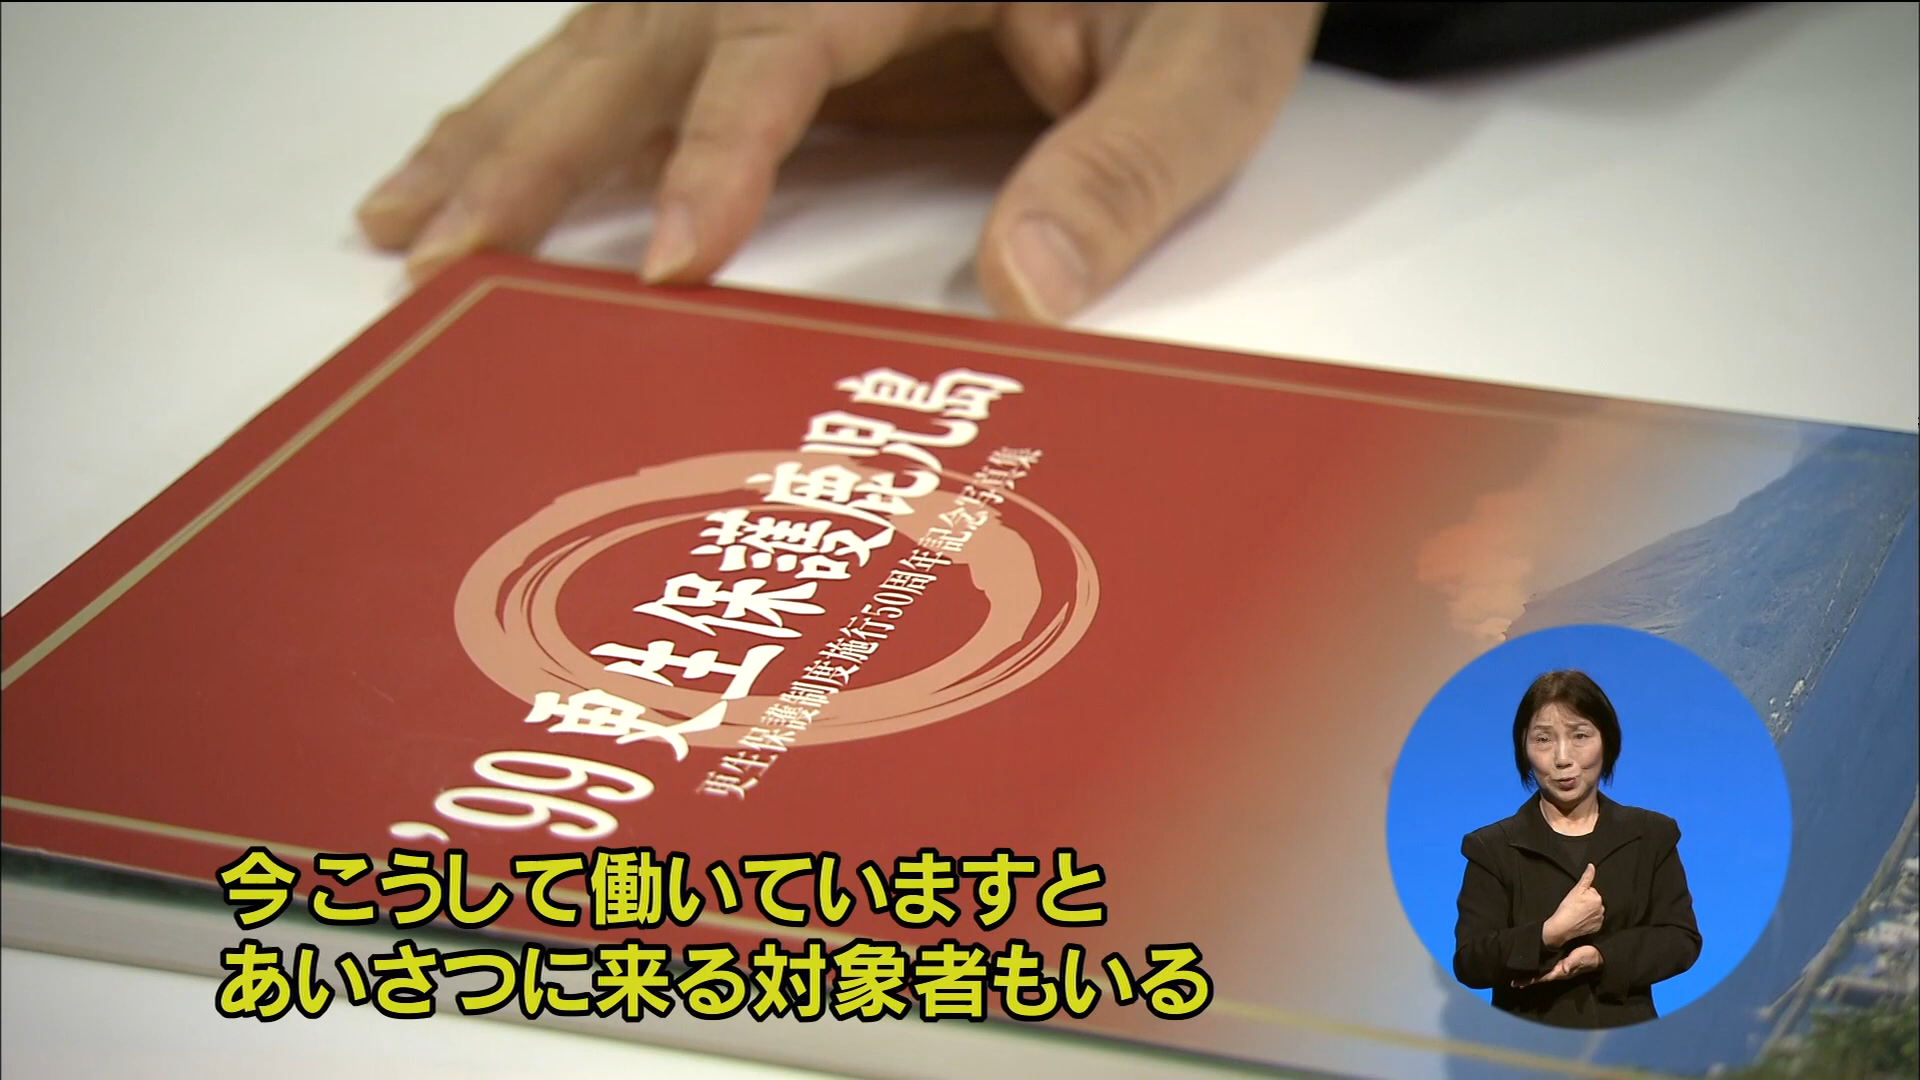 '99更生保護鹿児島
更生保護制度施行50周年記念写真集
今こうして働いていますと
あいさつに来る対象者もいる